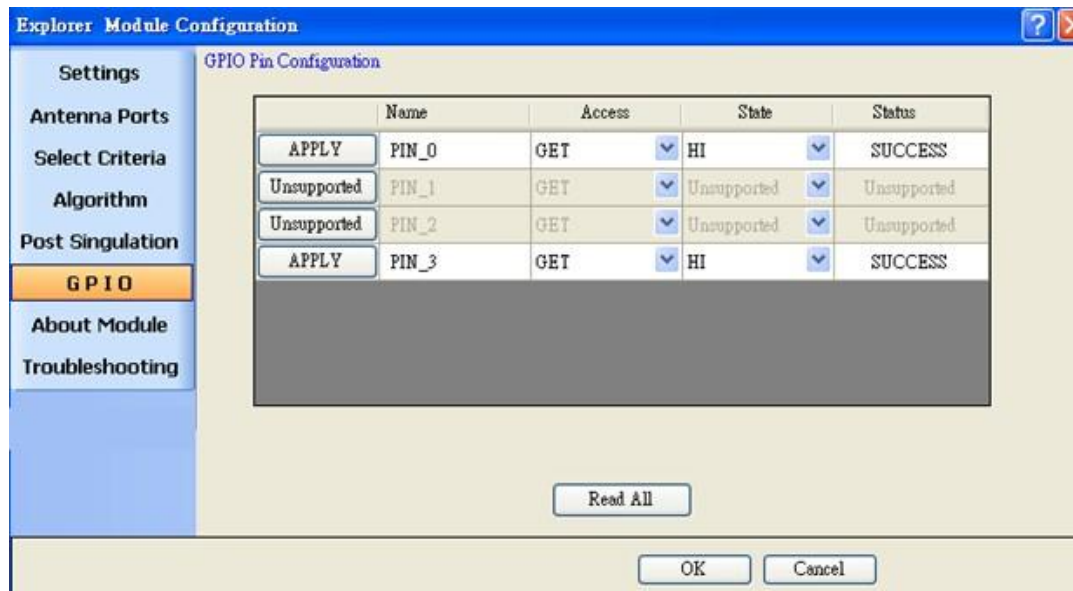 Explorer Module Configuration
Settings
Antenna Ports
Select Criteria
Algorithm
Post Singulation
GPIO
About Module
Troubleshooting
GPIO Pin Configuration
Name Access State Status
APPLY PIN_0 GET HI SUCCESS
Unsupported PIN_1 GET Unsupported Unsupported
Unsupported PIN_2 GET Unsupported Unsupported
APPLY PIN_3 GET HI SUCCESS
Read All
OK Cancel